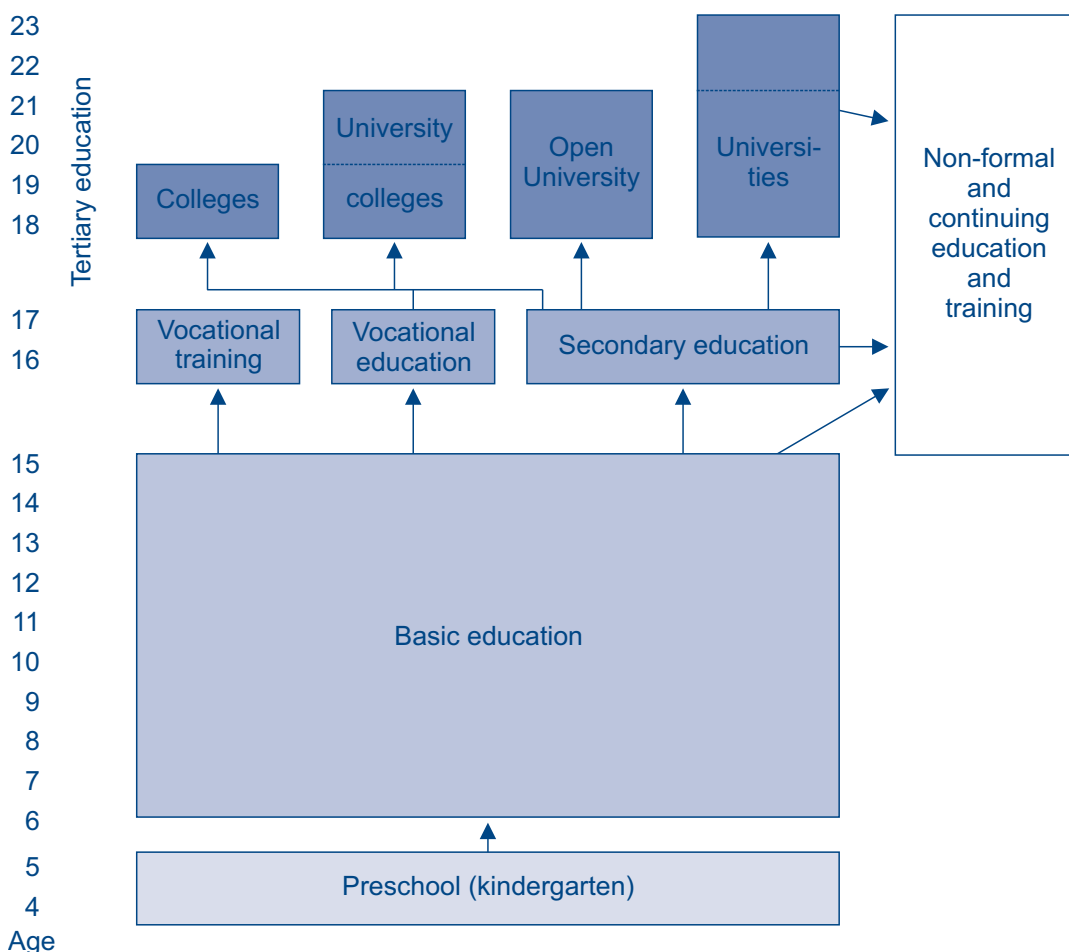 23
22
21
20
19
18
17
16
15
14
13
12
11
10
9
8
7
6
5
4
Age
Tertiary education
Colleges
University
colleges
Open
University
Universi-
ties
Non-formal
and
continuing
education
and
training
Vocational
training
Vocational
education
Secondary education
Basic education
Preschool (kindergarten)